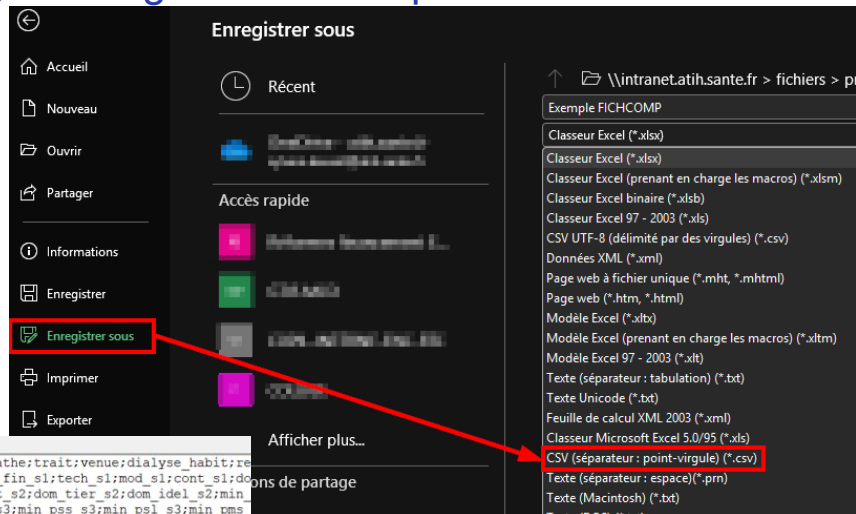 Enregistrer sous
Accueil
Nouveau
Ouvrir
Partager
Informations
Enregistrer
Enregistrer sous
Imprimer
Exporter
Récent
Accès rapide
Afficher plus...
ons de partage
\\intranet.atih.sante.fr > fichiers > pr
Exemple FICHCOMP
Classeur Excel (*.xlsx)
Classeur Excel (*.xlsx)
Classeur Excel (prenant en charge les macros) (*.xlsm)
Classeur Excel binaire (*.xlsb)
Classeur Excel 97 - 2003 (*.xls)
CSV UTF-8 (délimité par des virgules) (*.csv)
Données XML (*.xml)
Page web à fichier unique (*.mht, *.mhtml)
Page web (*.htm, *.html)
Modèle Excel (*.xltx)
Modèle Excel (prenant en charge les macros) (*.xltm)
Modèle Excel 97 - 2003 (*.xlt)
Texte (séparateur : tabulation) (*.txt)
Texte Unicode (*.txt)
Feuille de calcul XML 2003 (*.xml)
Classeur Microsoft Excel 5.0/95 (*.xls)
CSV (séparateur : point-virgule) (*.csv)
Texte (séparateur : espace)(*.prn)
Texte (Macintosh) (*.txt)
athe;trait;venue;dialyse_habit;re
fin_s1;tech_s1;mod_s1;cont_s1;do
t_s2;dom_tier_s2;dom_idel_s2;min_
s3;min_pss_s3;min_psl_s3;min_pms